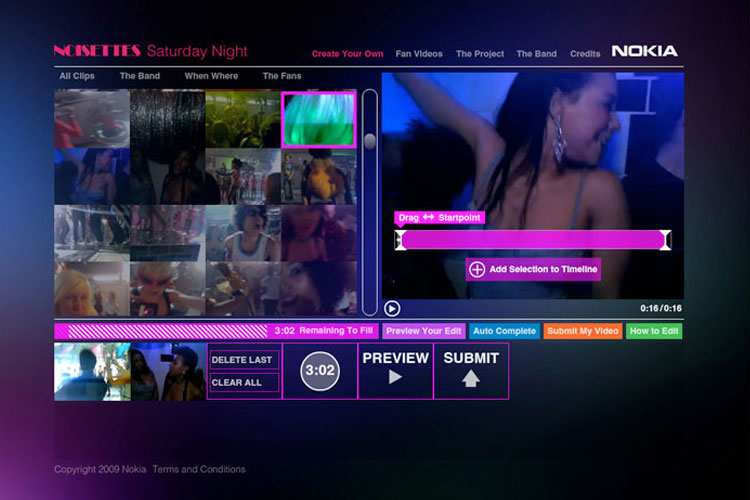 NOISETTES Saturday Night
Create Your Own Fan Videos The Project The Band Credits NOKIA
All Clips The Band When Where The Fans
Drag ↔ Startpoint
Add Selection to Timeline
0:16/0:16
3:02 Remaining To Fill Preview Your Edit Auto Complete Submit My Video How to Edit
DELETE LAST
CLEAR ALL
3:02
PREVIEW
SUBMIT
Copyright 2009 Nokia Terms and Conditions